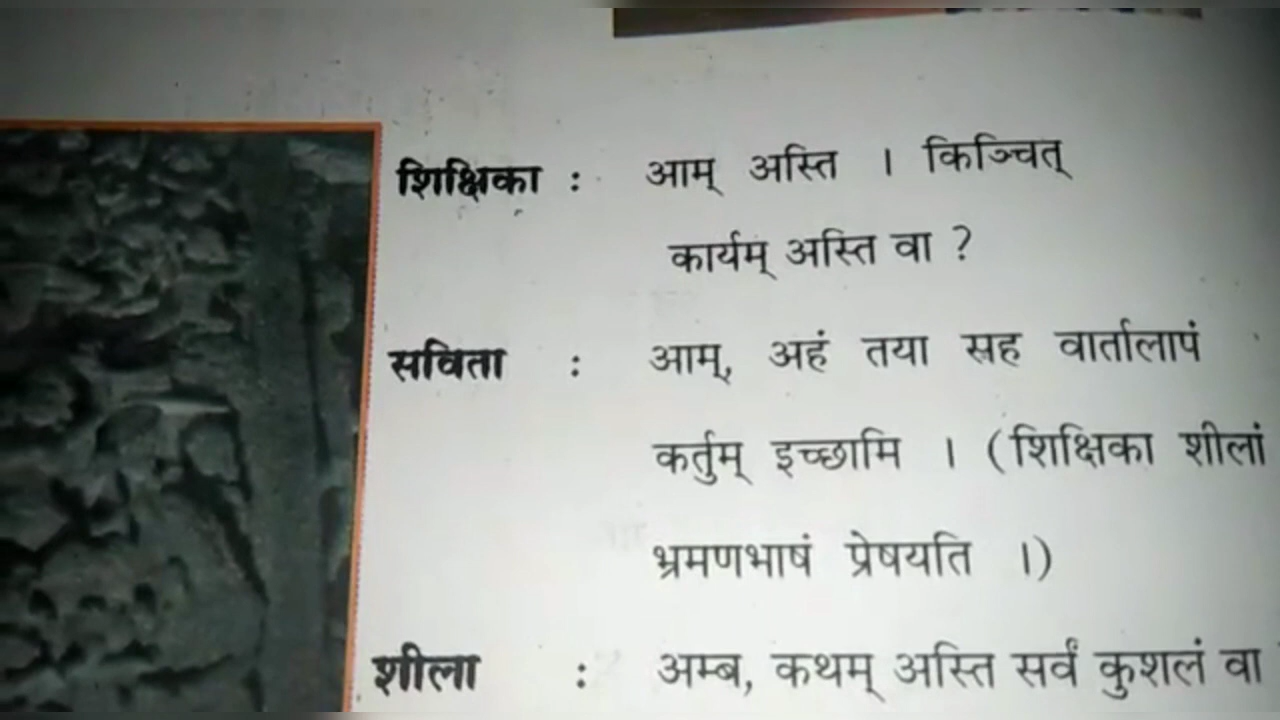 शिक्षिका : आम् अस्ति । किञ्चित्
कार्यम् अस्ति वा ?
सविता : आम्, अहं तया सह वार्तालापं
कर्तुम् इच्छामि । (शिक्षिका शीलां
भ्रमणभाषं प्रेषयति ।)
शीला : अम्ब, कथम् अस्ति सर्वं कुशलं वा